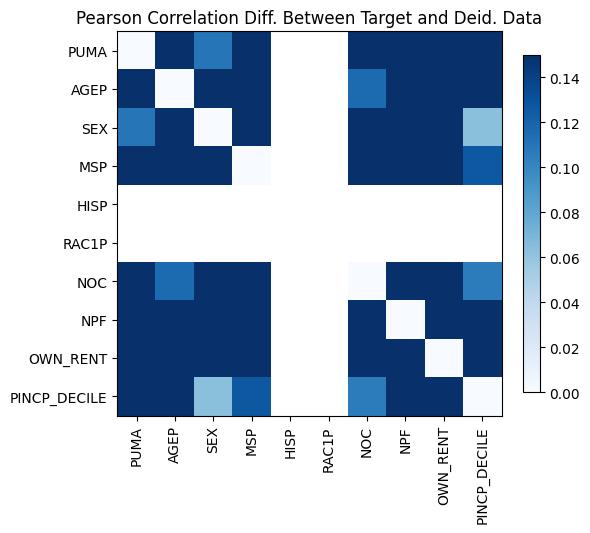 Pearson Correlation Diff. Between Target and Deid. Data
PUMA
AGEP
SEX
MSP
HISP
RAC1P
NOC
NPF
OWN_RENT
PINCP_DECILE
PUMA
AGEP
SEX
MSP
HISP
RAC1P
NOC
NPF
OWN_RENT
PINCP_DECILE
0.14
0.12
0.10
0.08
0.06
0.04
0.02
0.00